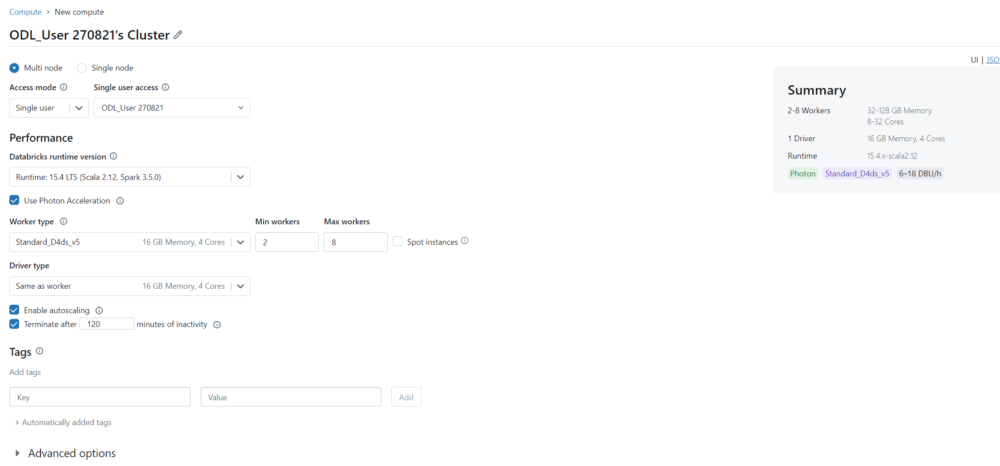 Compute > New compute
ODL_User 270821's Cluster
UI | JSO
Multi node Single node
Access mode Single user access
Single user ODL_User 270821
Performance
Databricks runtime version
Runtime: 15.4 LTS (Scala 2.12, Spark 3.5.0)
Use Photon Acceleration
Worker type Min workers Max workers
Standard_D4ds_v5 16 GB Memory, 4 Cores 2 8 Spot instances
Driver type
Same as worker 16 GB Memory, 4 Cores
Enable autoscaling
Terminate after 120 minutes of inactivity
Tags
Add tags
Key Value Add
> Automatically added tags
Advanced options
Summary
2-8 Workers 32-128 GB Memory
8-32 Cores
1 Driver 16 GB Memory, 4 Cores
Runtime 15.4.x-scala2.12
Photon Standard_D4ds_v5 6–18 DBU/h